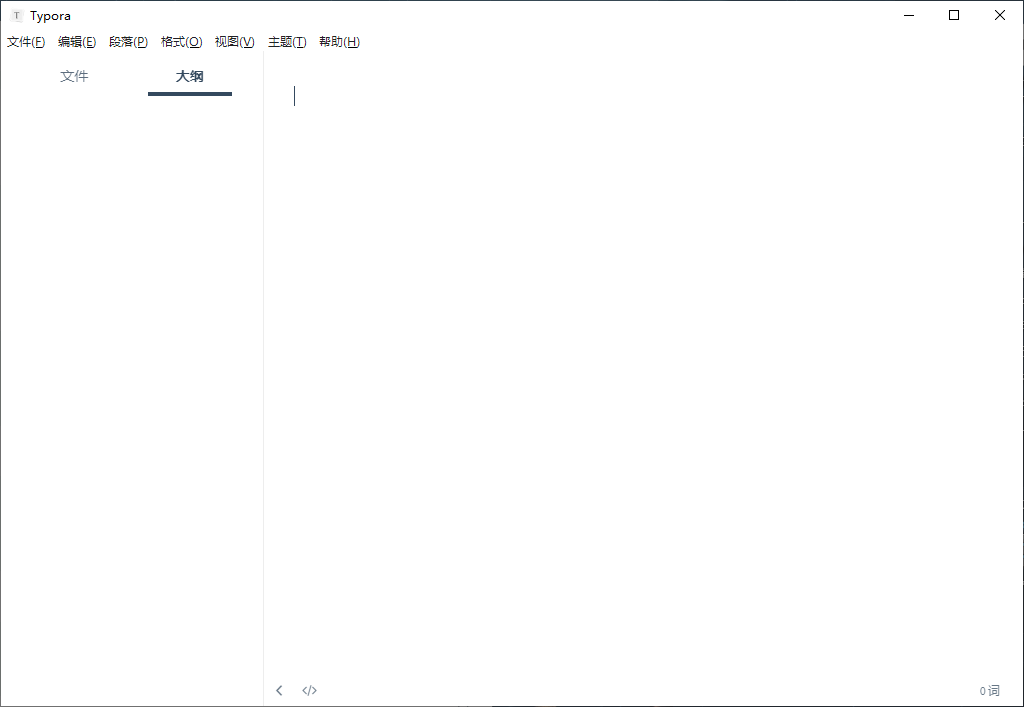 T Typora
文件(F) 编辑(E) 段落(P) 格式(O) 视图(V) 主题(T) 帮助(H)
文件 大纲
</> 0 词